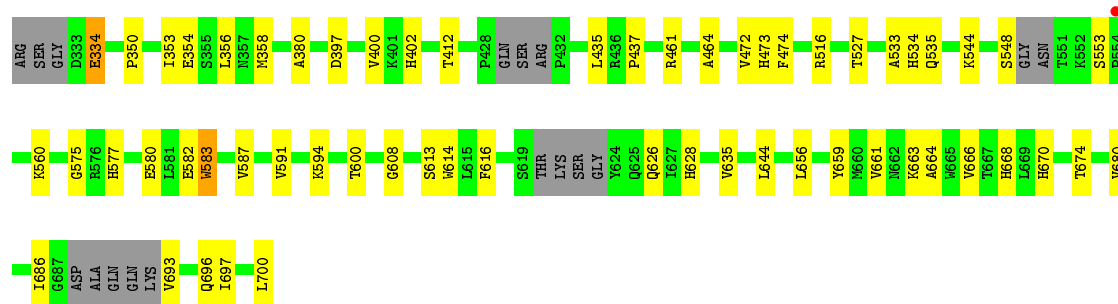 ARG SER GLY D333 E334 P350 I353 E354 S355 L356 N357 M358 A380 D397 V400 K401 H402 T412 P428 GLN SER ARG P432 L435 R436 P437 R461 A464 V472 H473 F474 R516 T527 A533 H534 Q535 K544 S548 GLY ASN T551 K552 S553
K560 G575 R576 H577 E580 L581 E582 W583 V587 V591 K594 T600 G608 S613 W614 L615 F616 S619 THR LYS SER GLY Y624 Q625 Q626 I627 H628 V635 L644 L656 Y659 M660 V661 N662 K663 A664 W665 V666 T667 H668 L669 H670 T674
I686 G687 ASP ALA GLN GLN LYS V693 Q696 I697 L700